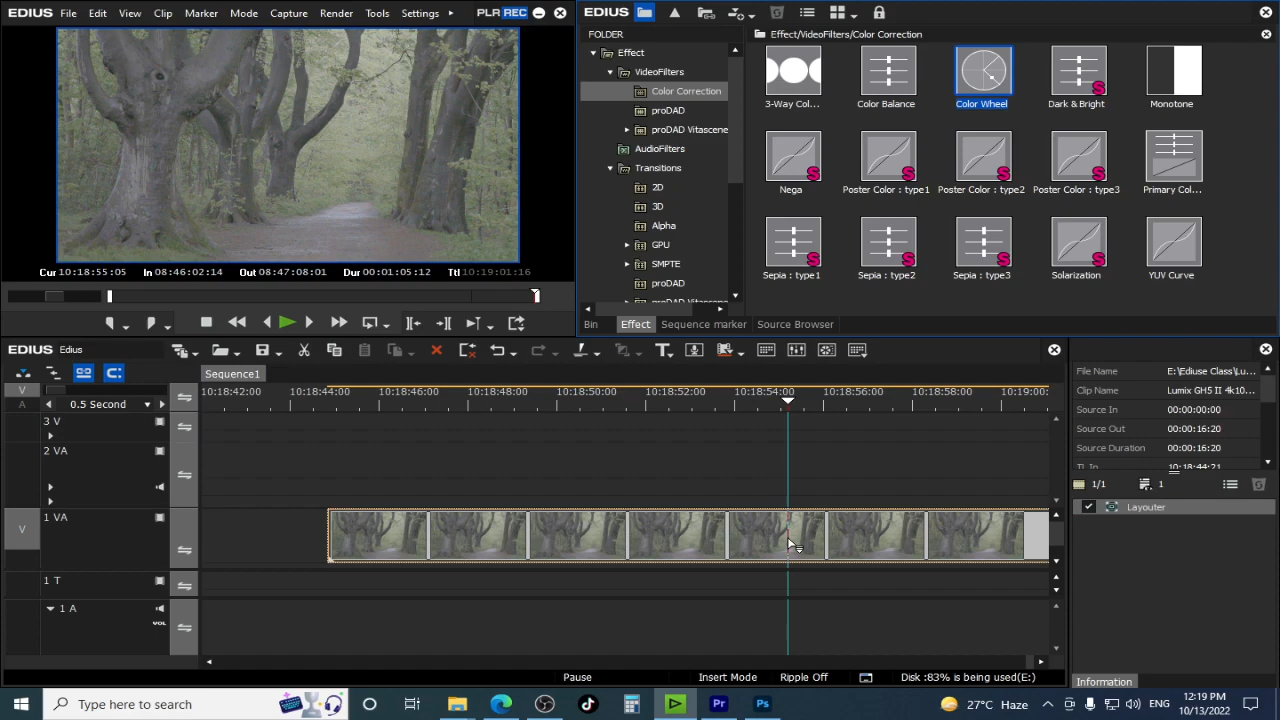 EDIUS File Edit View Clip Marker Mode Capture Render Tools Settings PLR REC
Cur 10:18:55:05 In 08:46:02:14 Out 08:47:08:01 Dur 00:01:05:12 Ttl 10:19:01:16
EDIUS
FOLDER
Effect
VideoFilters
Color Correction
proDAD
proDAD Vitascene
AudioFilters
Transitions
2D
3D
Alpha
GPU
SMPTE
proDAD
proDAD Vitascene
Effect/VideoFilters/Color Correction
3-Way Col... Color Balance Color Wheel Dark & Bright Monotone
S
Nega Poster Color : type1 Poster Color : type2 Poster Color : type3 Primary Col...
S S S S
Sepia : type1 Sepia : type2 Sepia : type3 Solarization YUV Curve
S S S S
Bin Effect Sequence marker Source Browser
EDIUS Edius
Sequence1
V
A
0.5 Second
10:18:42:00 10:18:44:00 10:18:46:00 10:18:48:00 10:18:50:00 10:18:52:00 10:18:54:00 10:18:56:00 10:18:58:00 10:19:00:
3 V
2 VA
V
1 VA
1 T
1 A
VOL
Pause Insert Mode Ripple Off Disk :83% is being used(E:)
File Name E:\Ediuse Class\Lu...
Clip Name Lumix GH5 II 4k10...
Source In 00:00:00:00
Source Out 00:00:16:20
Source Duration 00:00:16:20
TL In 10:18:44:21
1/1 1
Layouter
Information
Type here to search
Pr Ps
27°C Haze ENG 12:19 PM
10/13/2022